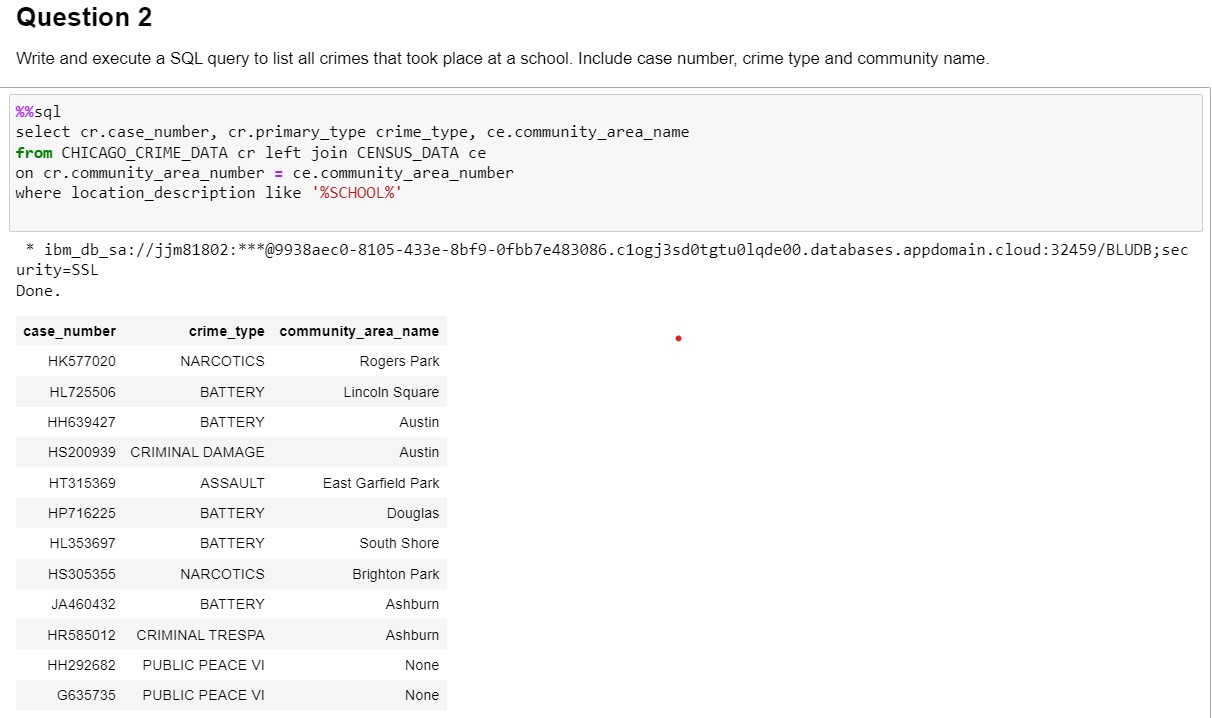 Question 2
Write and execute a SQL query to list all crimes that took place at a school. Include case number, crime type and community name.
%%sql
select cr.case_number, cr.primary_type crime_type, ce.community_area_name
from CHICAGO_CRIME_DATA cr left join CENSUS_DATA ce
on cr.community_area_number = ce.community_area_number
where location_description like '%SCHOOL%'
* ibm_db_sa://jjm81802:***@9938aec0-8105-433e-8bf9-0fbb7e483086.c1ogj3sd0tgtu0lqde00.databases.appdomain.cloud:32459/BLUDB;sec
urity=SSL
Done.
case_number crime_type community_area_name
HK577020 NARCOTICS Rogers Park
HL725506 BATTERY Lincoln Square
HH639427 BATTERY Austin
HS200939 CRIMINAL DAMAGE Austin
HT315369 ASSAULT East Garfield Park
HP716225 BATTERY Douglas
HL353697 BATTERY South Shore
HS305355 NARCOTICS Brighton Park
JA460432 BATTERY Ashburn
HR585012 CRIMINAL TRESPA Ashburn
HH292682 PUBLIC PEACE VI None
G635735 PUBLIC PEACE VI None